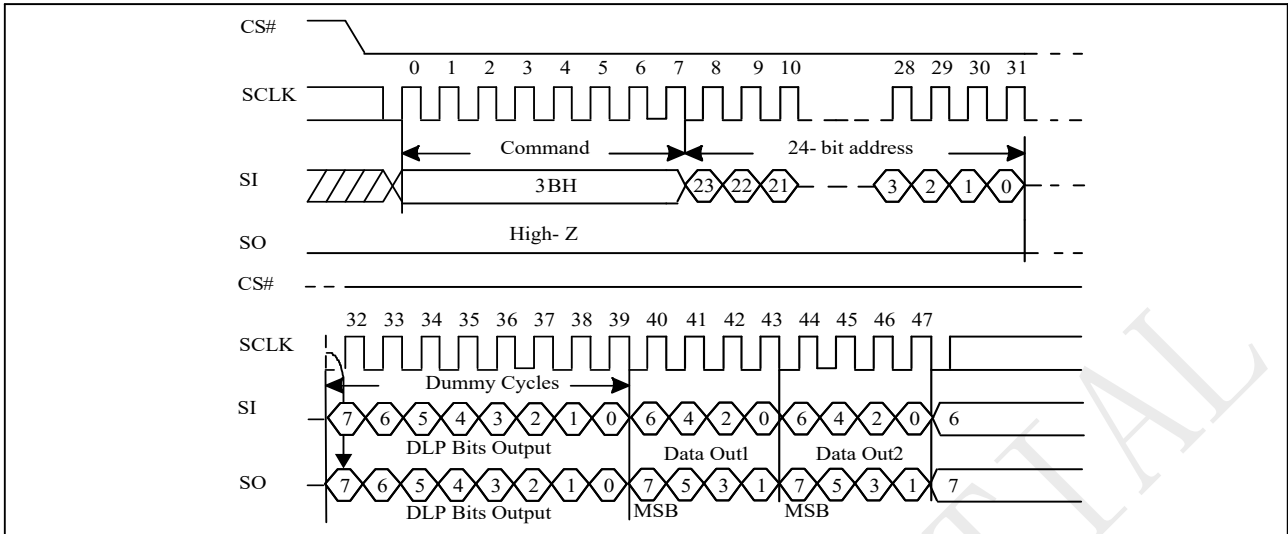 CS#
0 1 2 3 4 5 6 7 8 9 10 28 29 30 31
SCLK
Command 24- bit address
SI 3BH 23 22 21 3 2 1 0
SO High- Z
CS#
32 33 34 35 36 37 38 39 40 41 42 43 44 45 46 47
SCLK
Dummy Cycles
SI 7 6 5 4 3 2 1 0 6 4 2 0 6 4 2 0 6
DLP Bits Output Data Out1 Data Out2
SO 7 6 5 4 3 2 1 0 7 5 3 1 7 5 3 1 7
DLP Bits Output MSB MSB
TIAL